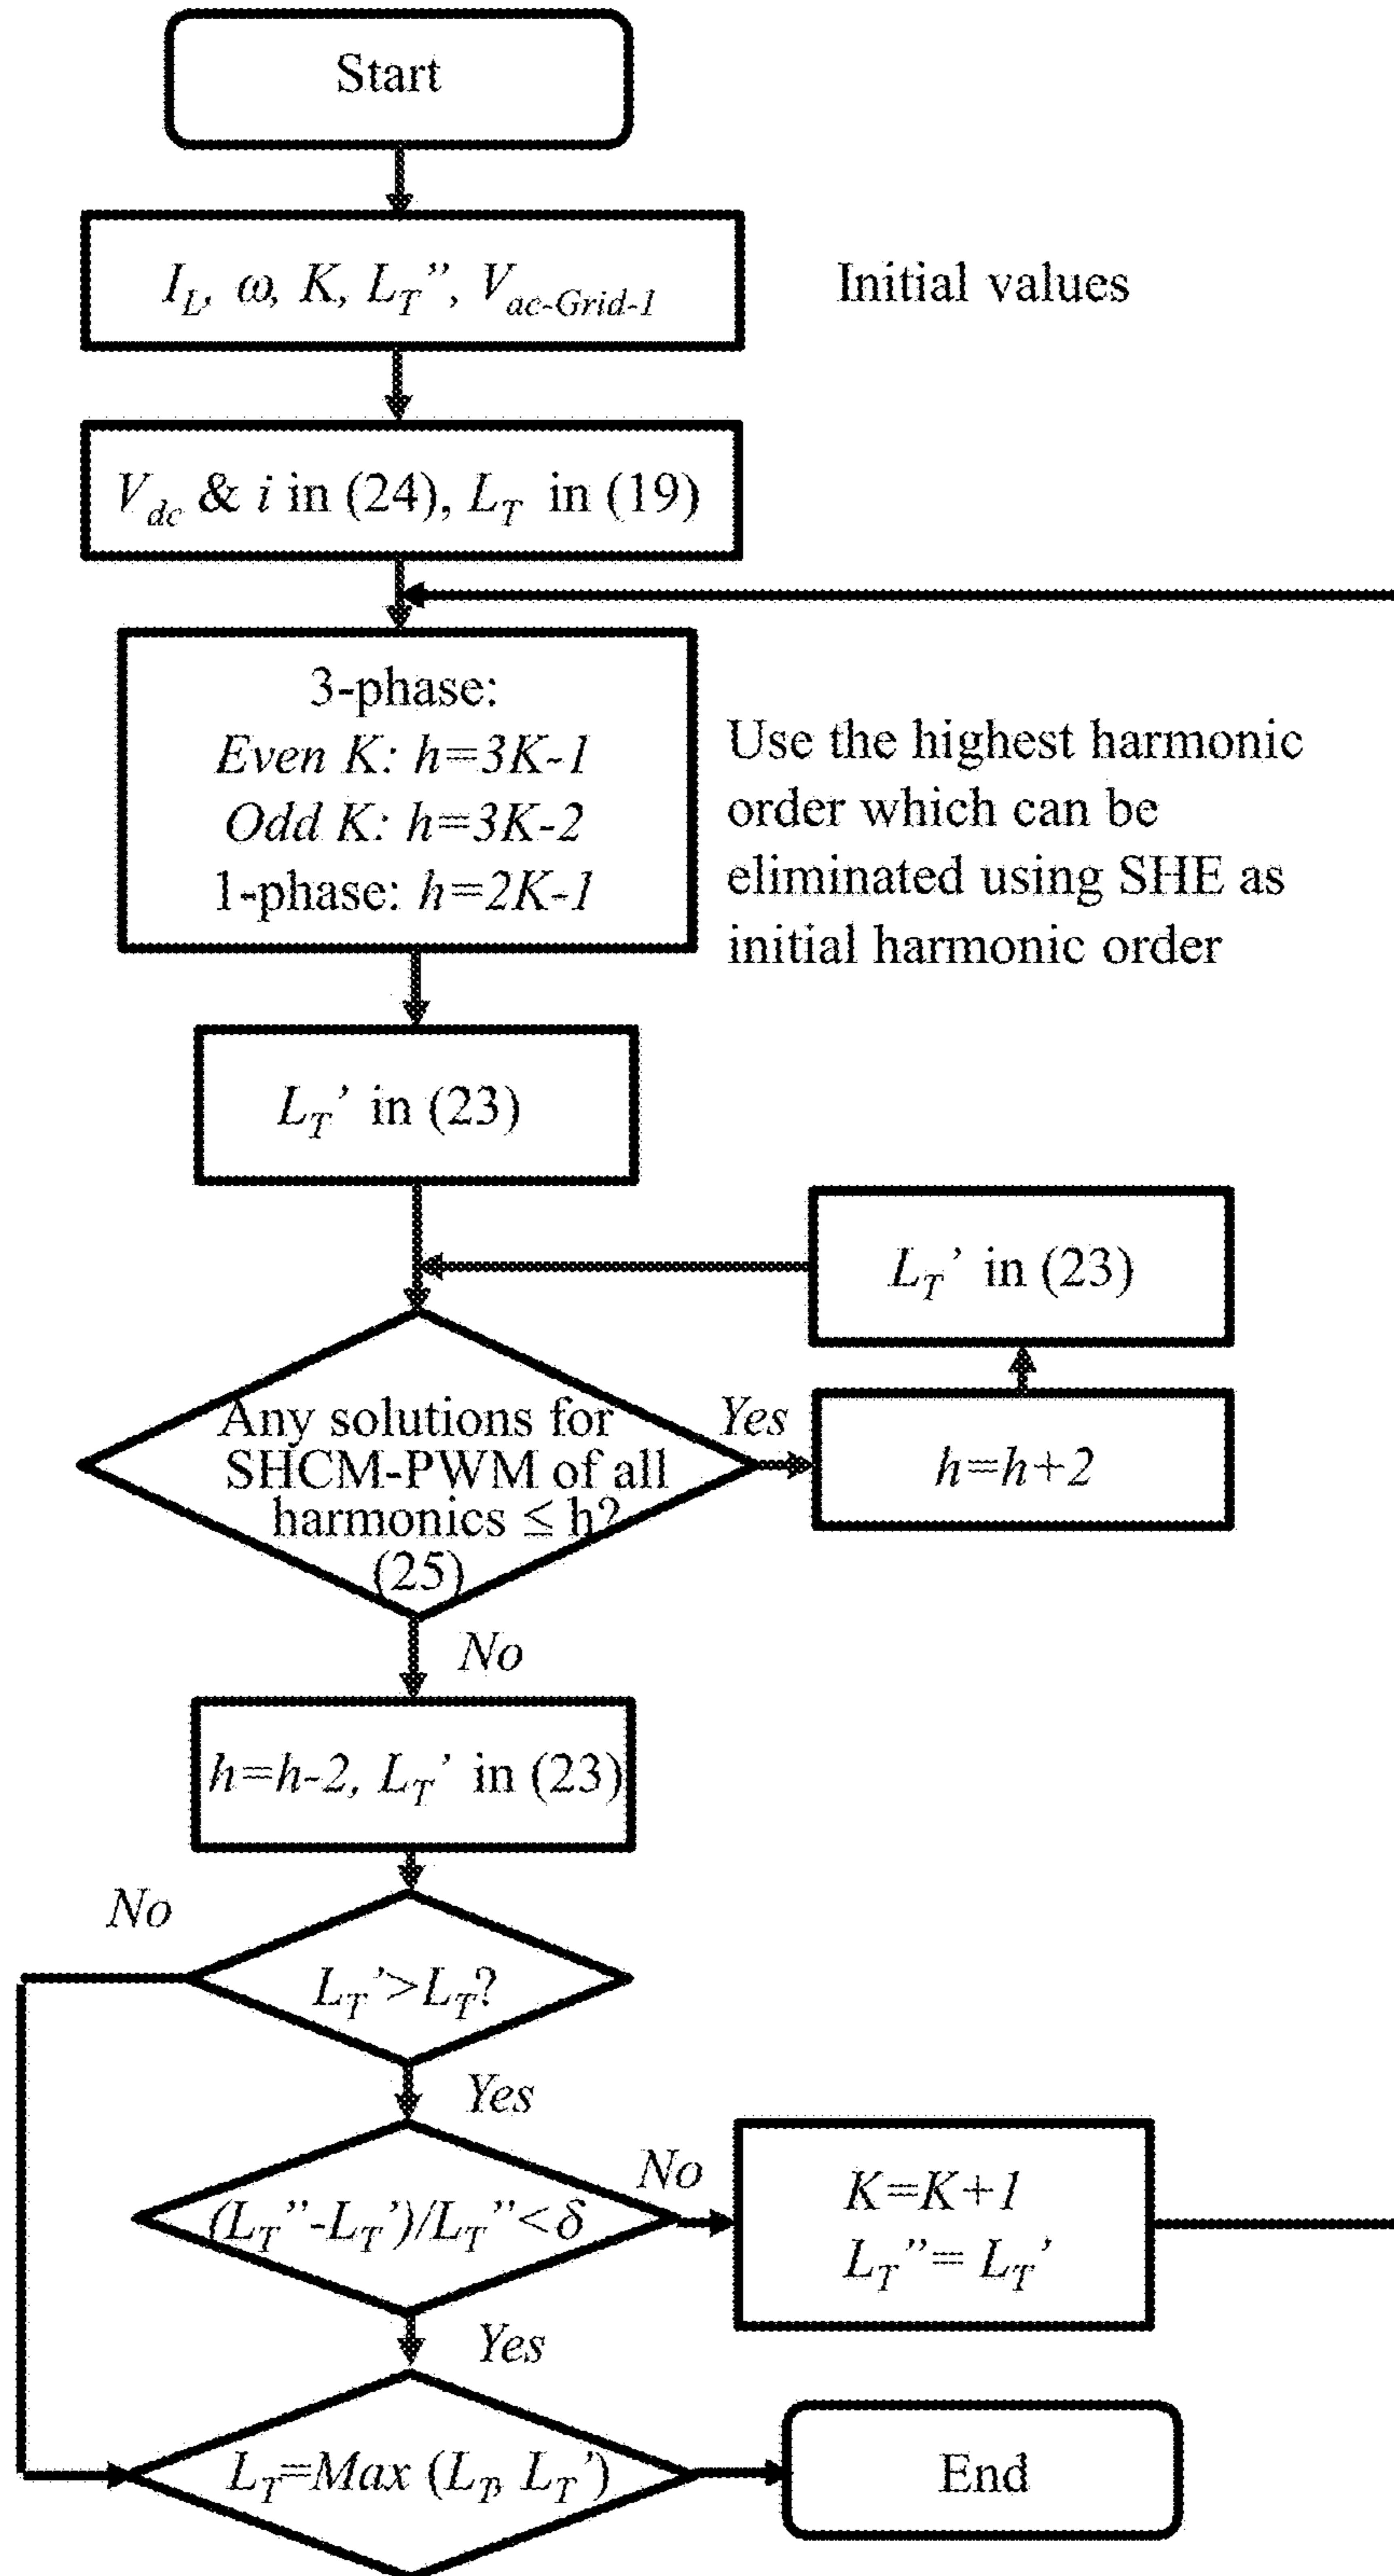 Start
I_L, ω, K, L_T'', V_ac-Grid-1
Initial values
V_dc & i in (24), L_T in (19)
3-phase:
Even K: h=3K-1
Odd K: h=3K-2
1-phase: h=2K-1
Use the highest harmonic
order which can be
eliminated using SHE as
initial harmonic order
L_T' in (23)
L_T' in (23)
Any solutions for
SHCM-PWM of all
harmonics ≤ h?
(25)
Yes
h=h+2
No
h=h-2, L_T' in (23)
No
L_T'>L_T?
Yes
(L_T''-L_T')/L_T''<δ
No
K=K+1
L_T''= L_T'
Yes
L_T=Max (L_T, L_T')
End